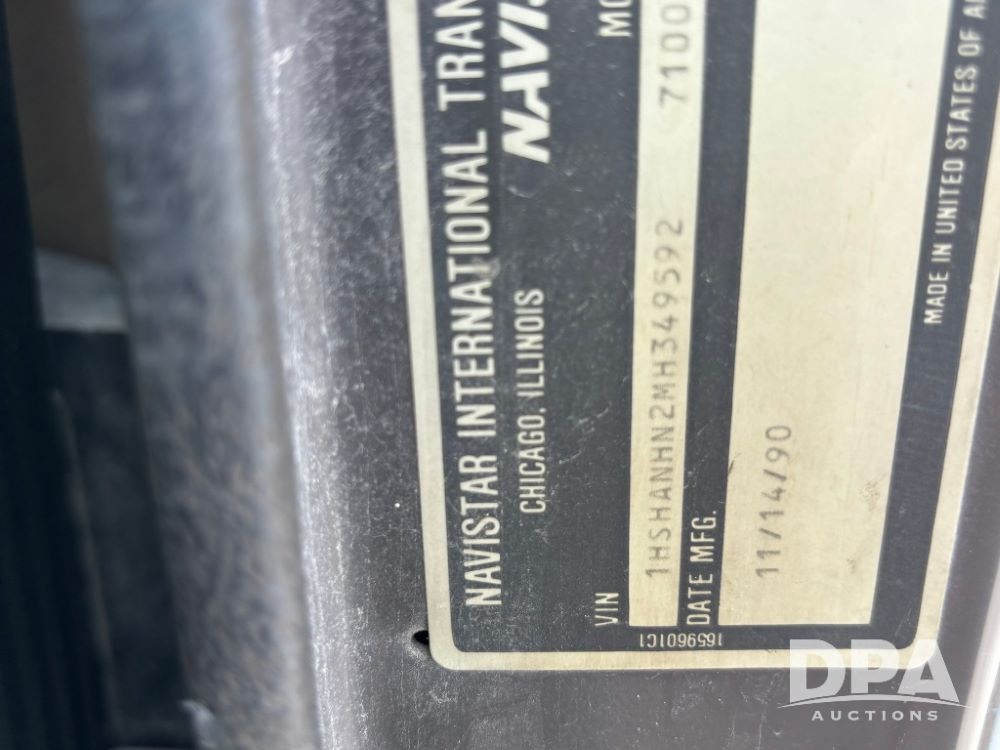 NAVISTAR INTERNATIONAL TRAN
CHICAGO, ILLINOIS NAVIS
VIN MO
1HSHANHN2MH349592 7100
DATE MFG.
11/14/90
1659601C1
MADE IN UNITED STATES OF A
DPA
AUCTIONS